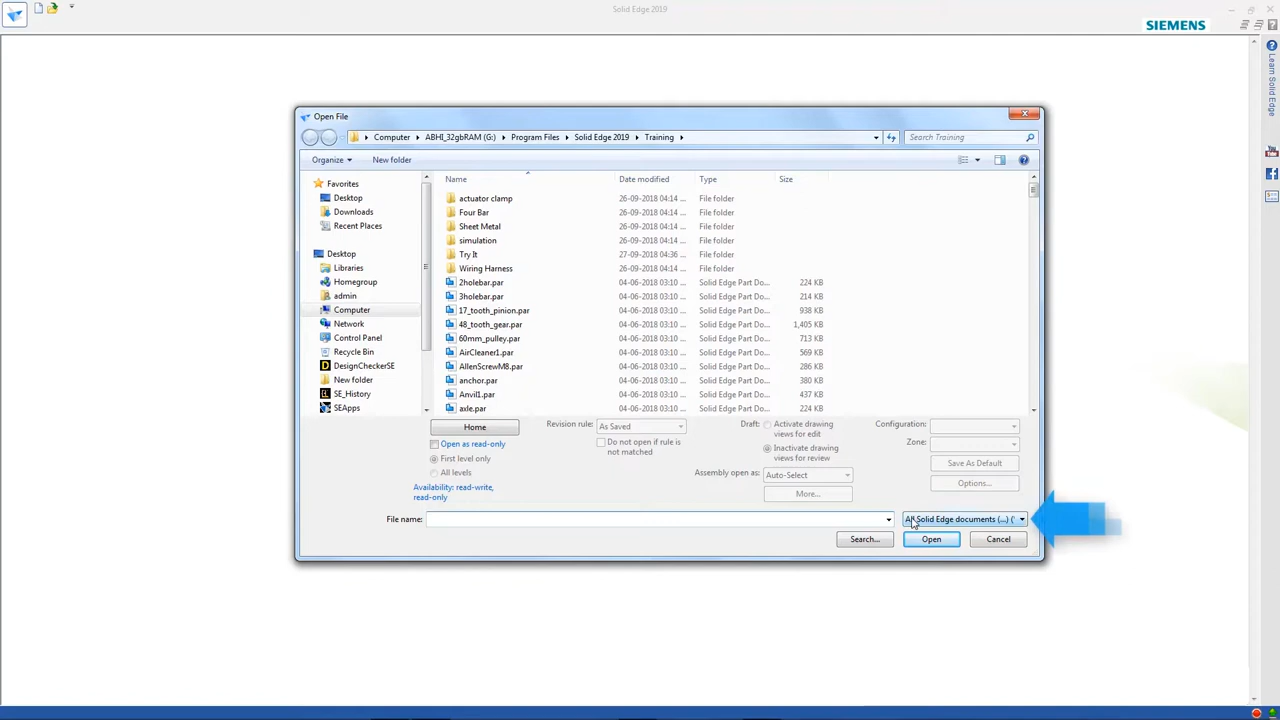 Solid Edge 2019
SIEMENS
Learn Solid Edge
Open File
Computer ABHI_32gbRAM (G:) Program Files Solid Edge 2019 Training
Search Training
Organize
New folder
Name Date modified Type Size
Favorites
Desktop
Downloads
Recent Places
Desktop
Libraries
Homegroup
admin
Computer
Network
Control Panel
Recycle Bin
DesignCheckerSE
New folder
SE_History
SEApps
actuator clamp 26-09-2018 04:14 ... File folder
Four Bar 26-09-2018 04:14 ... File folder
Sheet Metal 26-09-2018 04:14 ... File folder
simulation 26-09-2018 04:14 ... File folder
Try It 27-09-2018 04:36 ... File folder
Wiring Harness 26-09-2018 04:14 ... File folder
2holebar.par 04-06-2018 03:10 ... Solid Edge Part Do... 224 KB
3holebar.par 04-06-2018 03:10 ... Solid Edge Part Do... 214 KB
17_tooth_pinion.par 04-06-2018 03:10 ... Solid Edge Part Do... 938 KB
48_tooth_gear.par 04-06-2018 03:10 ... Solid Edge Part Do... 1,405 KB
60mm_pulley.par 04-06-2018 03:10 ... Solid Edge Part Do... 713 KB
AirCleaner1.par 04-06-2018 03:10 ... Solid Edge Part Do... 569 KB
AllenScrewM8.par 04-06-2018 03:10 ... Solid Edge Part Do... 286 KB
anchor.par 04-06-2018 03:10 ... Solid Edge Part Do... 380 KB
Anvil1.par 04-06-2018 03:10 ... Solid Edge Part Do... 437 KB
axle.par 04-06-2018 03:10 ... Solid Edge Part Do... 224 KB
Home
Open as read-only
First level only
All levels
Availability: read-write,
read-only
Revision rule: As Saved
Do not open if rule is
not matched
Draft: Activate drawing
views for edit
Inactivate drawing
views for review
Assembly open as: Auto-Select
More...
Configuration:
Zone:
Save As Default
Options...
File name:
All Solid Edge documents (...) ('
Search...
Open
Cancel
You Tube